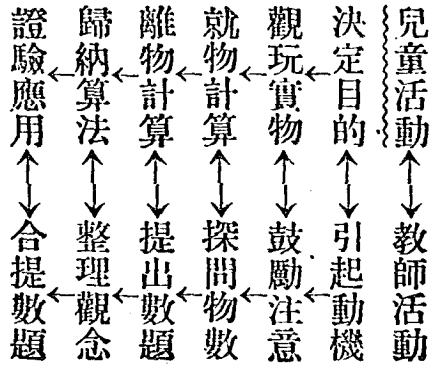 兒童活動
教師活動
決定目的
引起動機
觀玩實物
鼓勵注意
就物計算
探問物數
離物計算
提出數題
歸納算法
整理觀念
證驗應用
合提數題